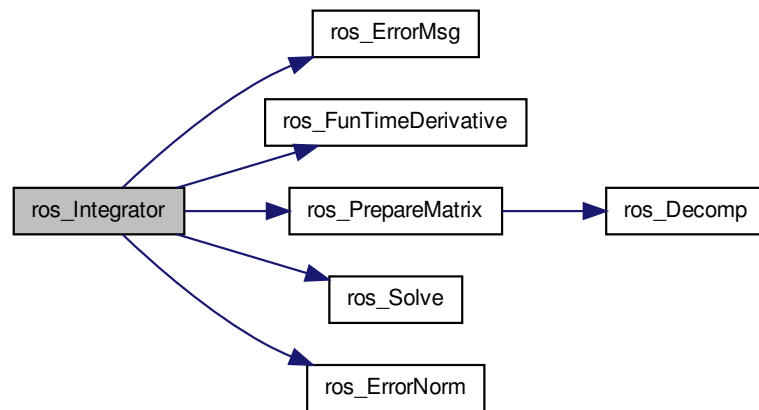 ros_ErrorMsg
ros_FunTimeDerivative
ros_Integrator
ros_PrepareMatrix
ros_Decomp
ros_Solve
ros_ErrorNorm